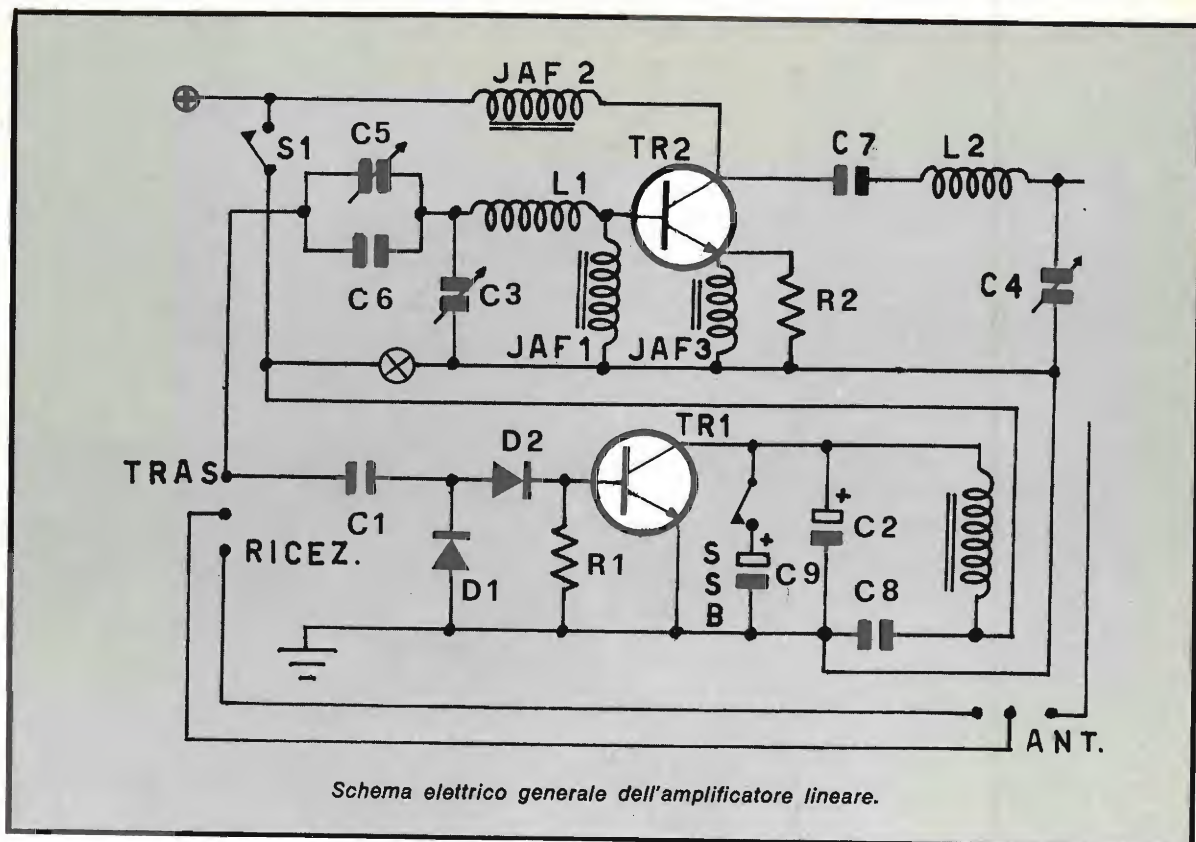 JAF 2
S1
C5
TR2
C7
L2
L1
C6
C3
C4
R2
JAF1
JAF3
TR1
D2
TRAS.
C1
RICEZ.
D1
R1
SSB
+
C9
+
C2
C8
ANT.
Schema elettrico generale dell'amplificatore lineare.